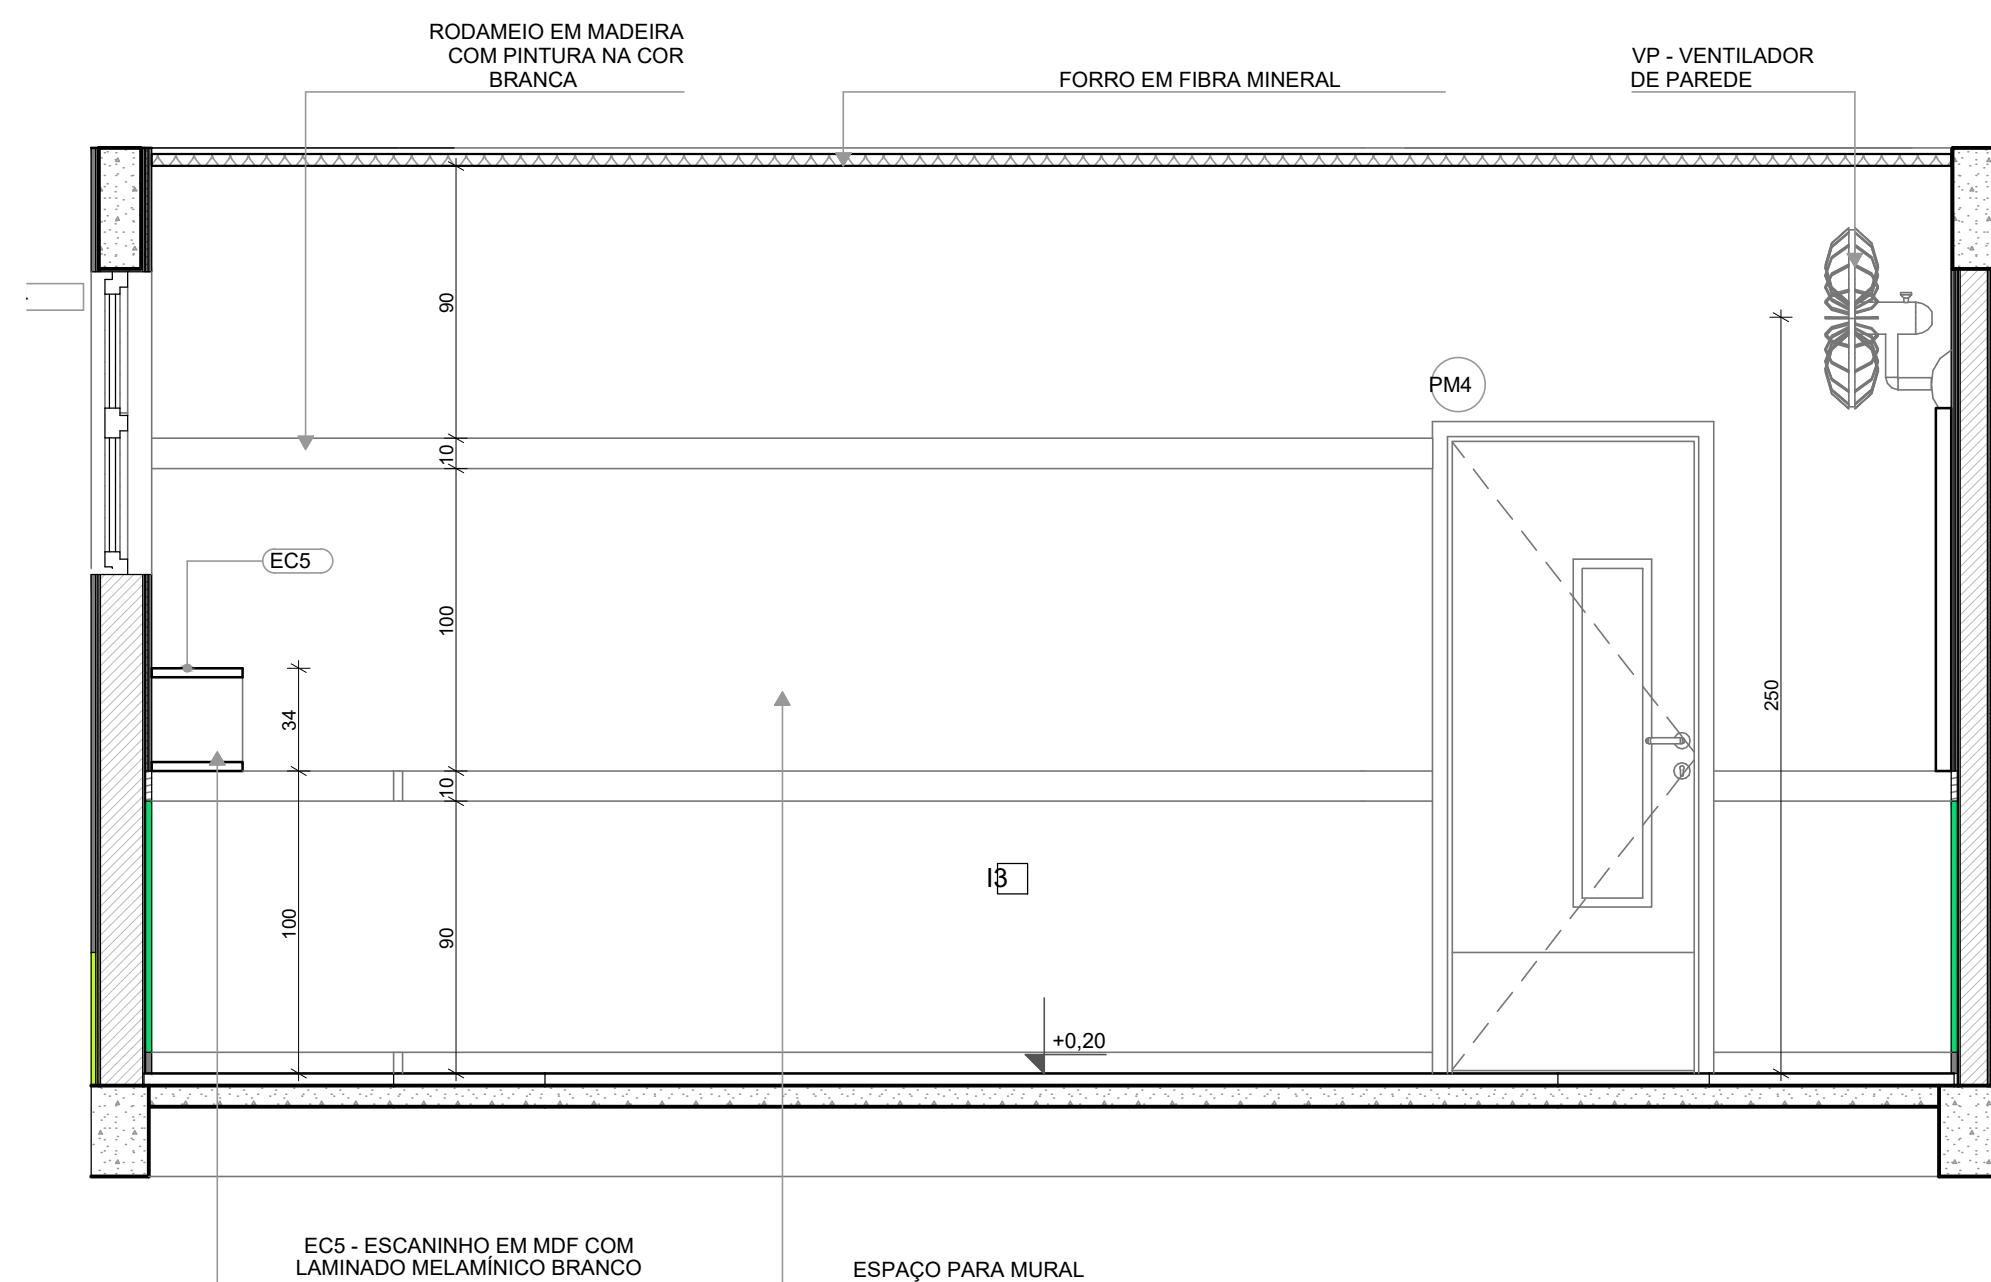 RODAMEIO EM MADEIRA
COM PINTURA NA COR
BRANCA
FORRO EM FIBRA MINERAL
VP - VENTILADOR
DE PAREDE
90
PM4
10
EC5
100
34
250
10
I3
100
90
+0,20
EC5 - ESCANINHO EM MDF COM
LAMINADO MELAMÍNICO BRANCO
ESPAÇO PARA MURAL